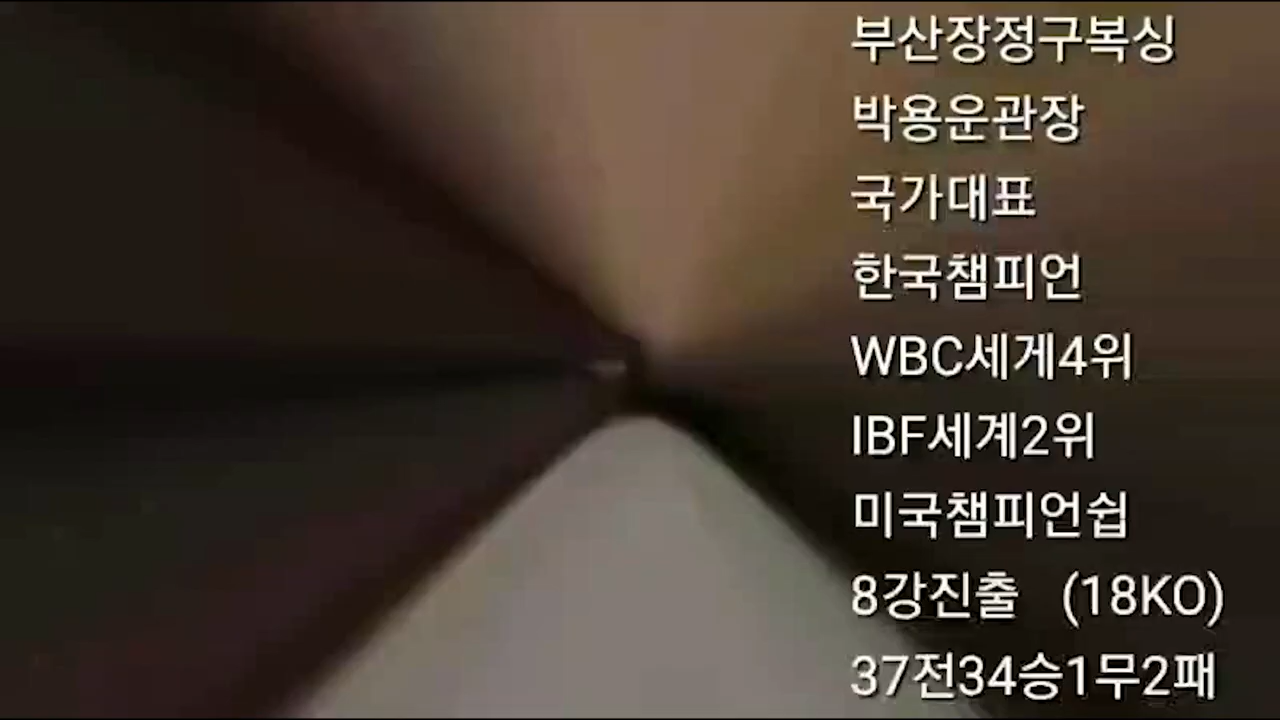 부산장정구복싱
박용운관장
국가대표
한국챔피언
WBC세게4위
IBF세계2위
미국챔피언쉽
8강진출 (18KO)
37전34승1무2패